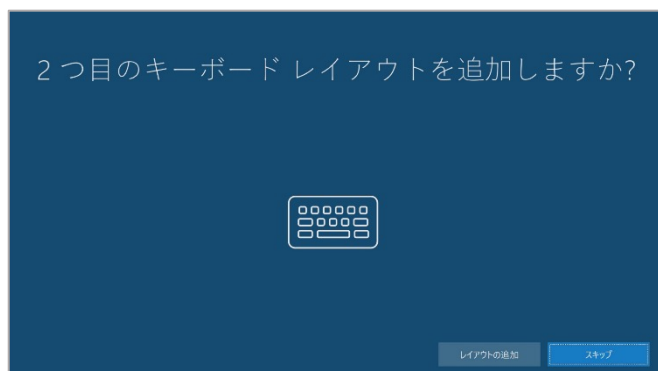 2 つ目のキーボード レイアウトを追加しますか?
レイアウトの追加
スキップ